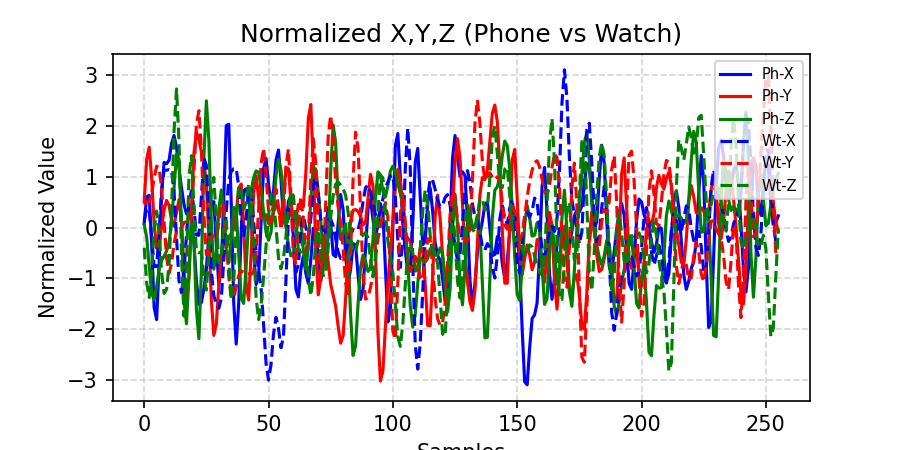 Normalized X,Y,Z (Phone vs Watch)
Normalized Value
3
2
1
0
−1
−2
−3
0 50 100 150 200 250
Samples
Ph-X
Ph-Y
Ph-Z
Wt-X
Wt-Y
Wt-Z